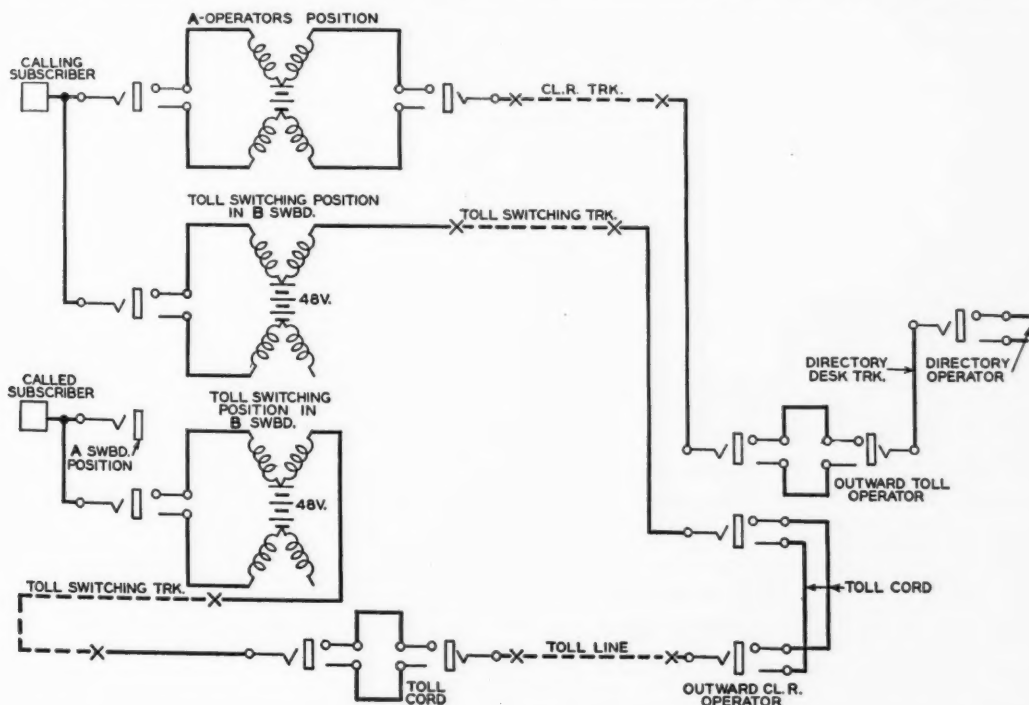 A-OPERATORS POSITION
CALLING
SUBSCRIBER
CL.R. TRK.
TOLL SWITCHING POSITION
IN B SWBD.
TOLL SWITCHING TRK.
48V.
DIRECTORY
DESK TRK.
DIRECTORY
OPERATOR
CALLED
SUBSCRIBER
TOLL SWITCHING
POSITION IN
B SWBD.
A SWBD.
POSITION
48V.
OUTWARD TOLL
OPERATOR
TOLL SWITCHING TRK.
TOLL CORD
TOLL LINE
TOLL
CORD
OUTWARD CL.R.
OPERATOR